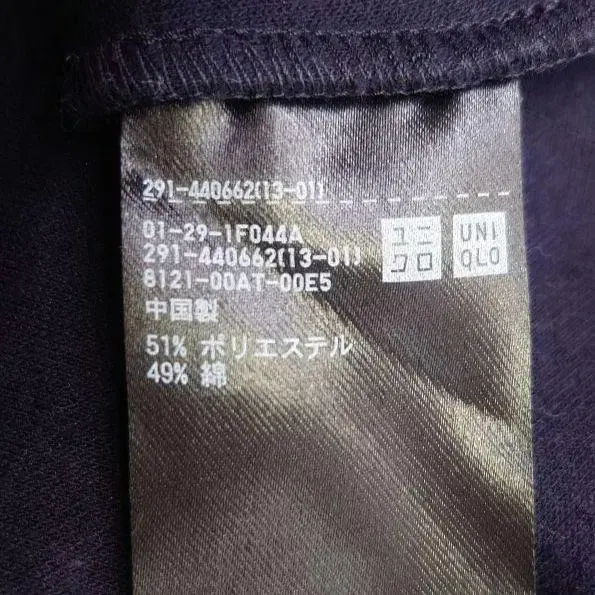 291-440662(13-01)
01-29-1F044A
291-440662(13-01)
8121-00AT-00E5
中国製
51% ポリエステル
49% 綿
ユニ
クロ
UNI
QLO